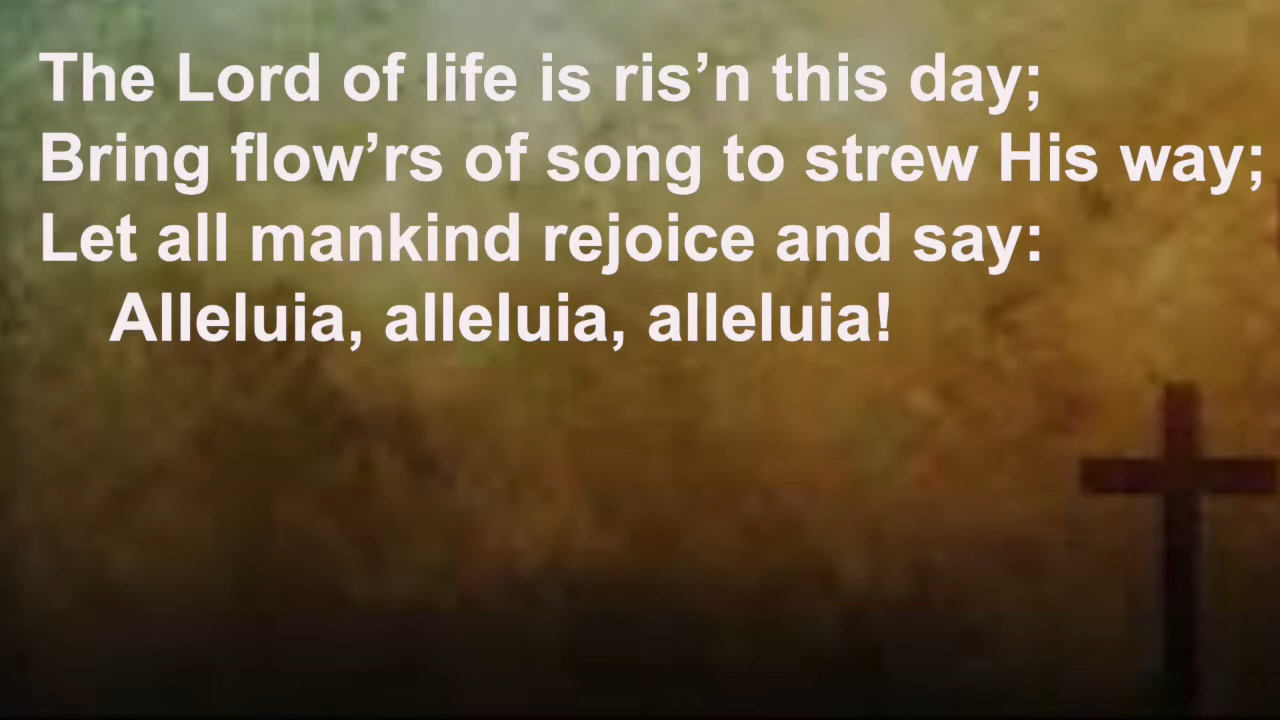 The Lord of life is ris’n this day;
Bring flow’rs of song to strew His way;
Let all mankind rejoice and say:
Alleluia, alleluia, alleluia!